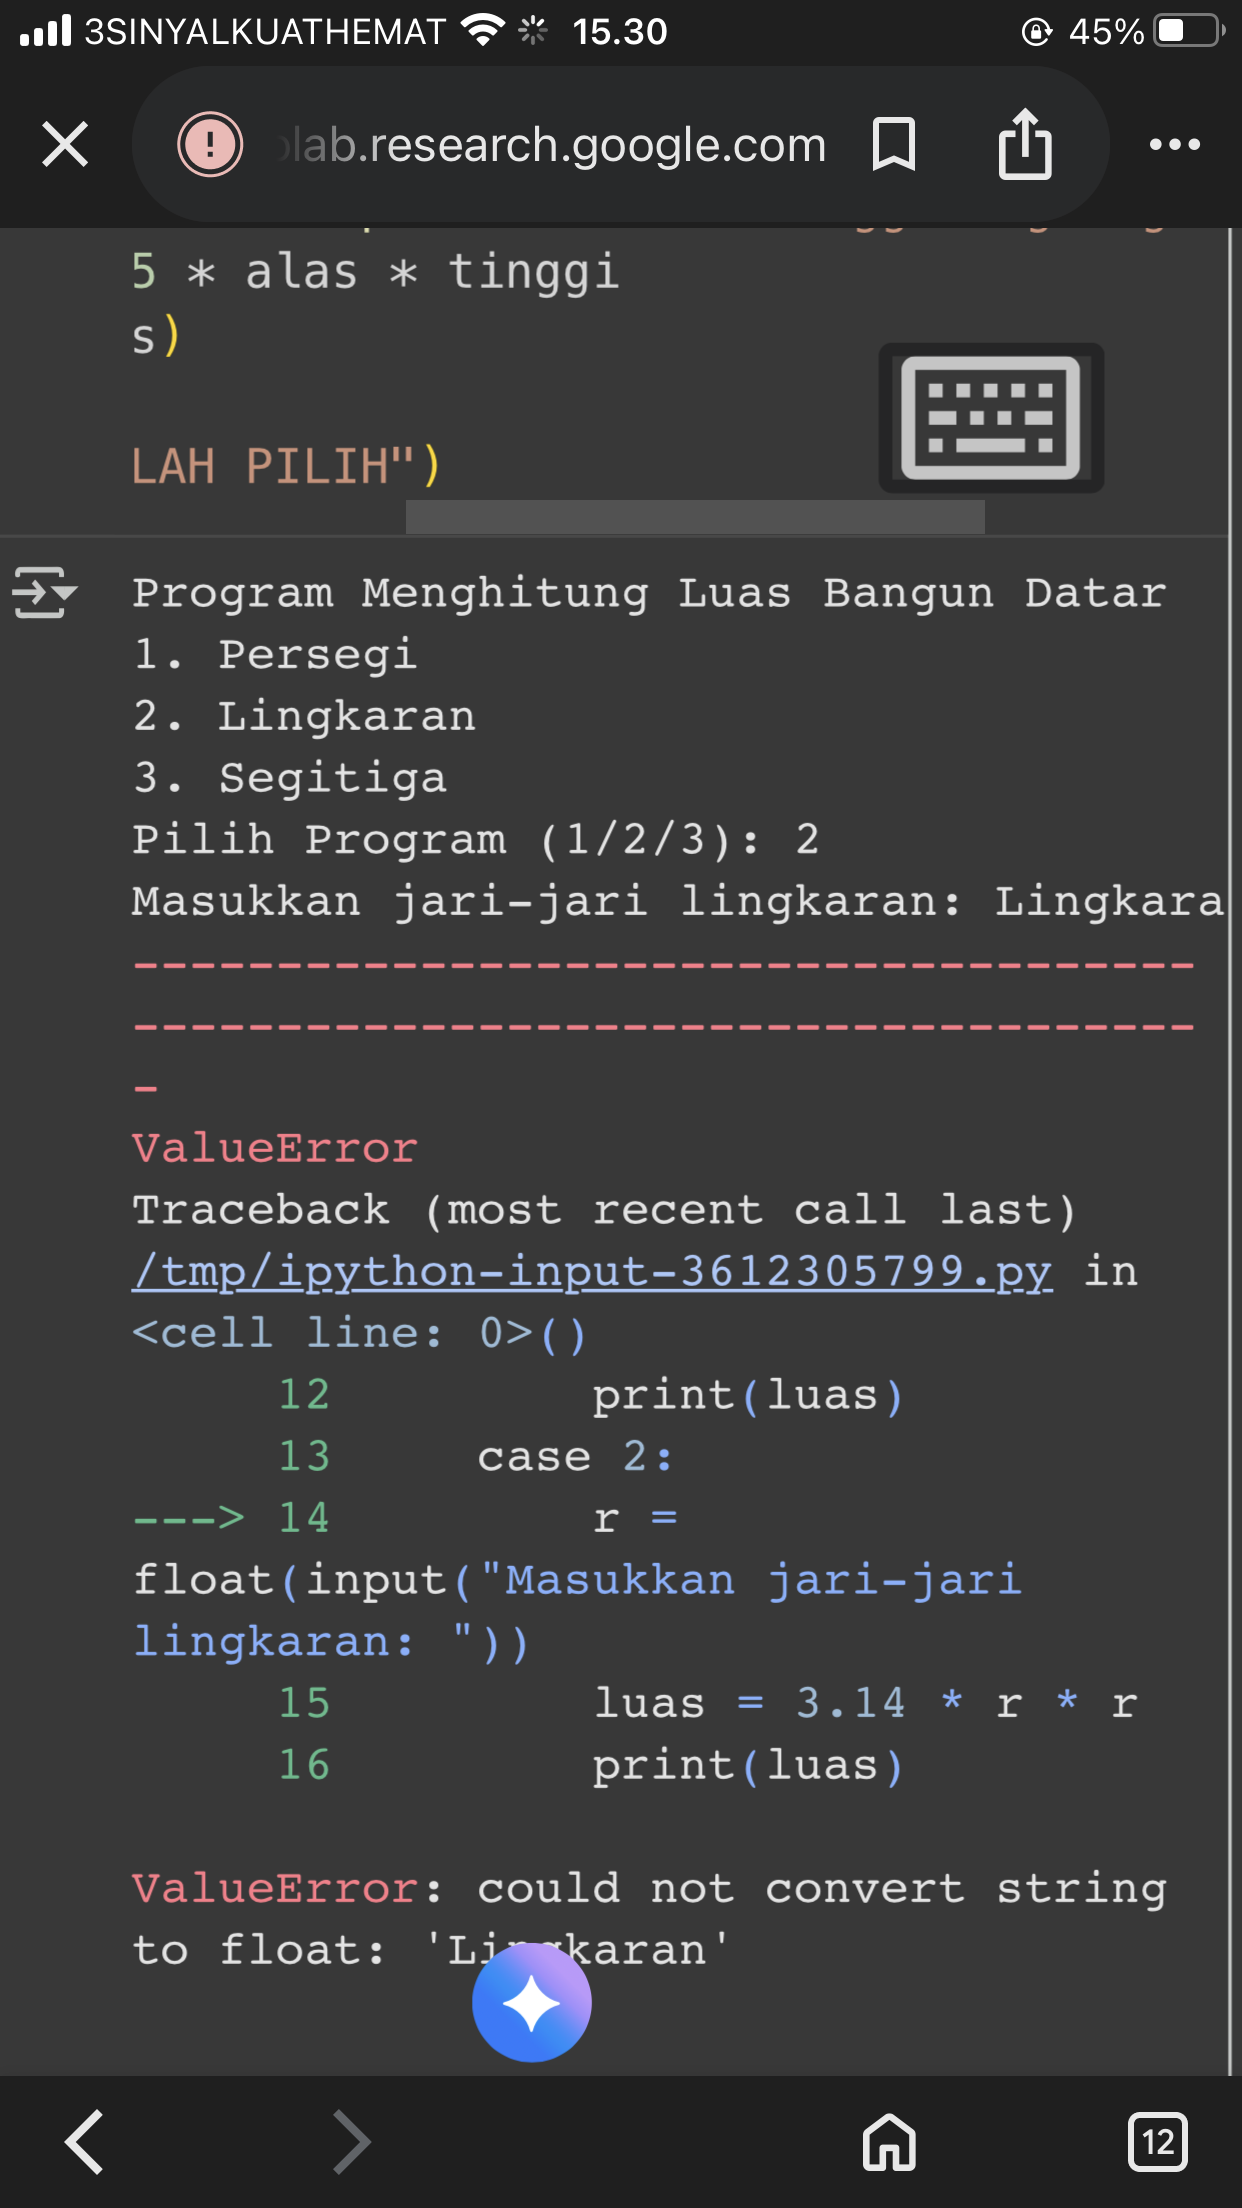 3SINYALKUATHEMAT 15.30 45%
lab.research.google.com
5 * alas * tinggi
s)
LAH PILIH")
Program Menghitung Luas Bangun Datar
1. Persegi
2. Lingkaran
3. Segitiga
Pilih Program (1/2/3): 2
Masukkan jari-jari lingkaran: Lingkara
---------------------------------------------------------------------------
ValueError
Traceback (most recent call last)
/tmp/ipython-input-3612305799.py in
<cell line: 0>()
12 print(luas)
13 case 2:
---> 14 r =
float(input("Masukkan jari-jari
lingkaran: "))
15 luas = 3.14 * r * r
16 print(luas)
ValueError: could not convert string
to float: 'Lingkaran'
12